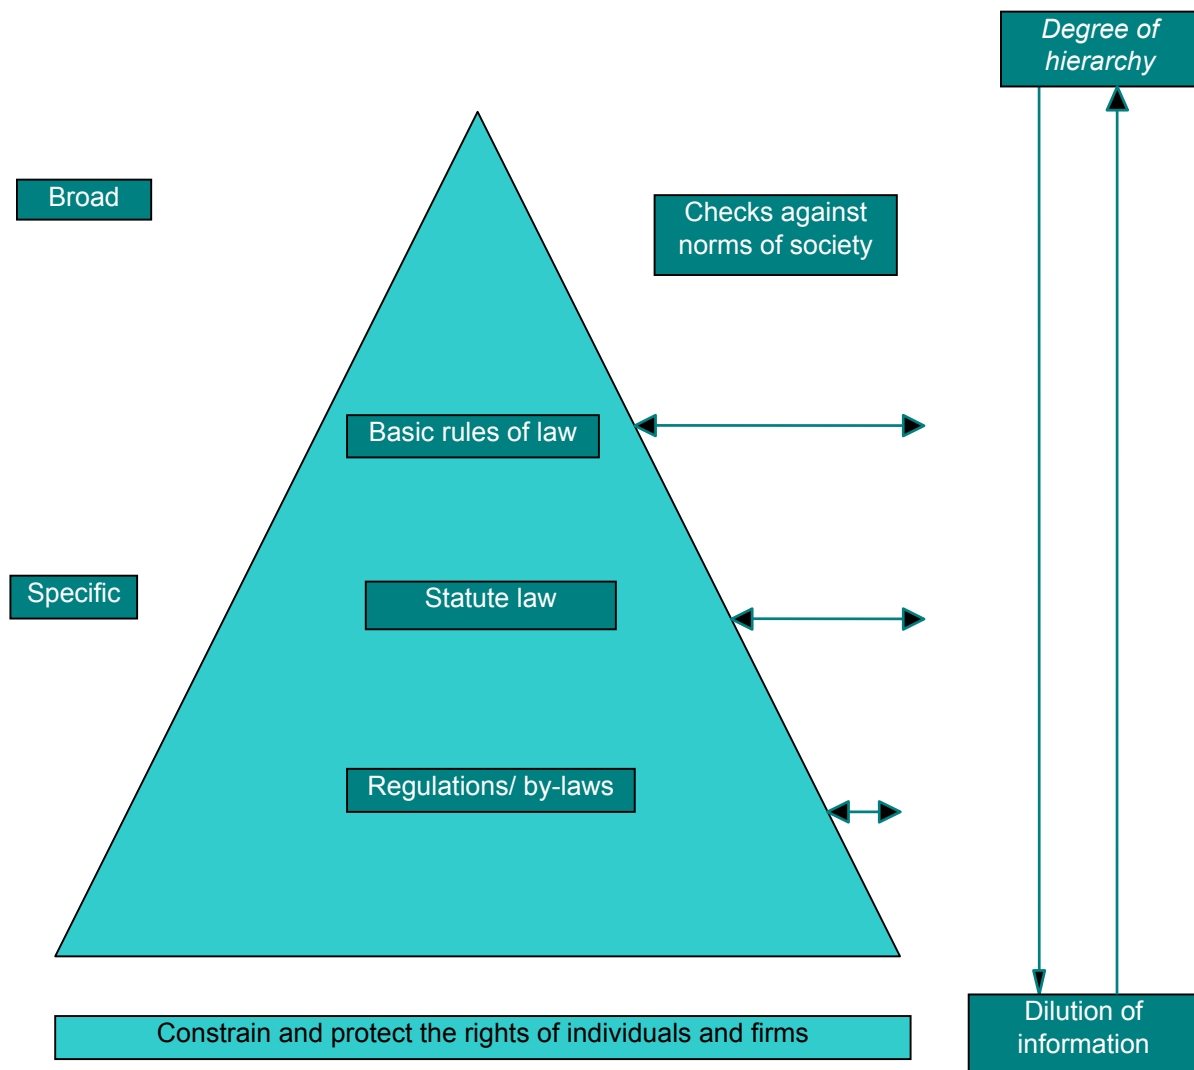 Degree of
hierarchy
Broad
Checks against
norms of society
Basic rules of law
Specific
Statute law
Regulations/ by-laws
Constrain and protect the rights of individuals and firms
Dilution of
information